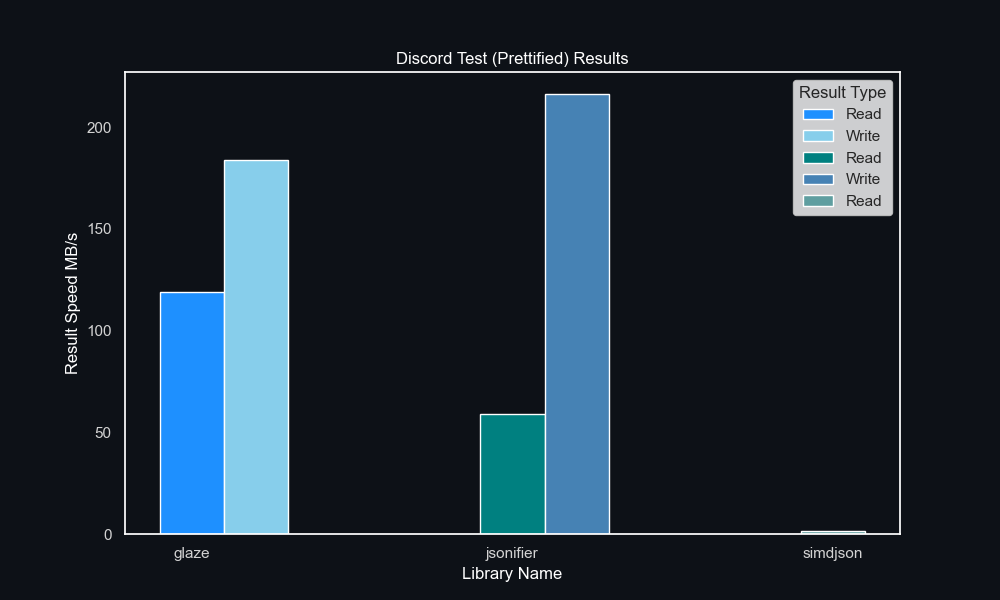 Discord Test (Prettified) Results
Result Type
Read
Write
Read
Write
Read
Result Speed MB/s
200
150
100
50
0
glaze jsonifier simdjson
Library Name